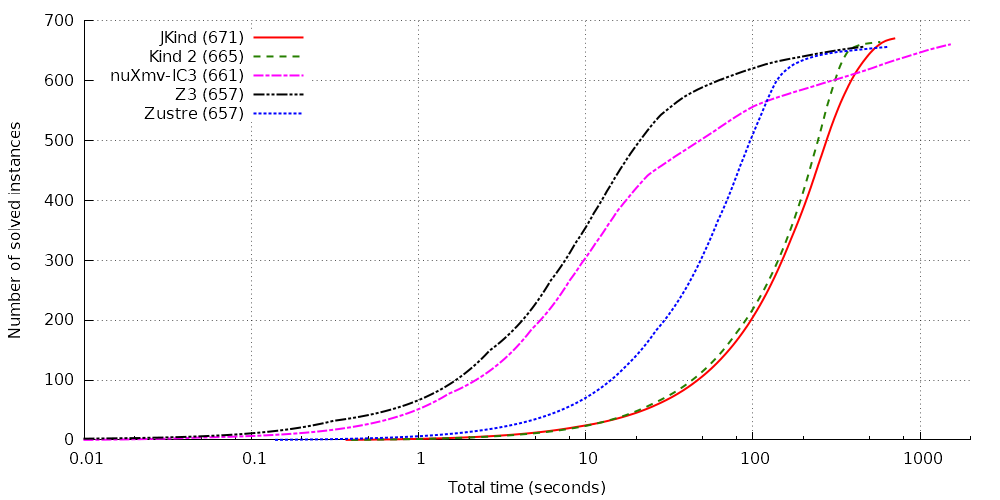 700
600
500
400
300
200
100
0
Number of solved instances
JKind (671)
Kind 2 (665)
nuXmv-IC3 (661)
Z3 (657)
Zustre (657)
0.01 0.1 1 10 100 1000
Total time (seconds)